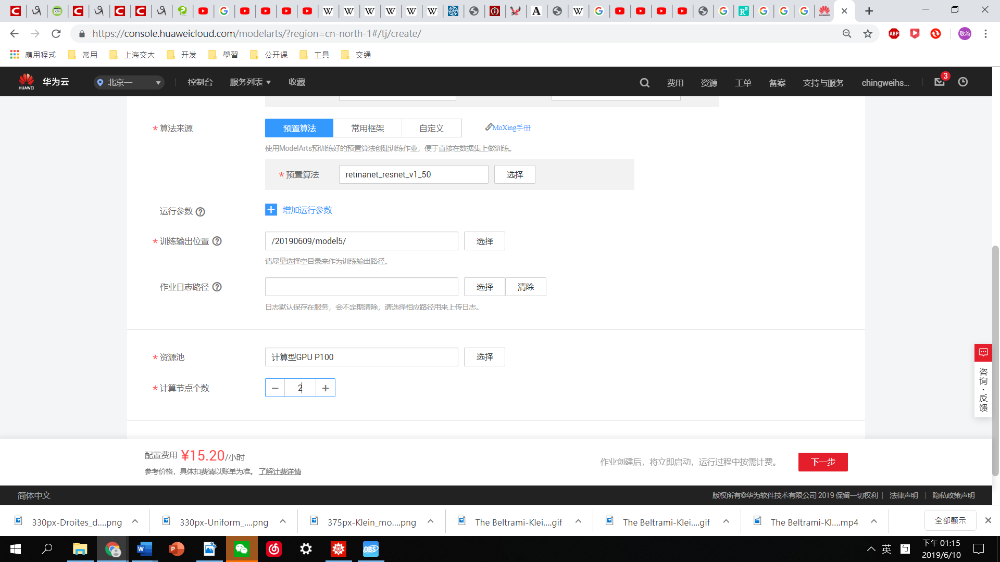 https://console.huaweicloud.com/modelarts/?region=cn-north-1#/tj/create/
ABP
敬為
應用程式 常用 上海交大 开发 學習 公开课 工具 交通
HUAWEI 华为云 北京一 控制台 服务列表 收藏 费用 资源 工单 备案 支持与服务 chingweihs... 3
* 算法来源 预置算法 常用框架 自定义 MoXing手册
使用ModelArts预训练好的预置算法创建训练作业，便于直接在数据集上做训练。
* 预置算法 retinanet_resnet_v1_50 选择
运行参数 ? + 增加运行参数
* 训练输出位置 ? /20190609/model5/ 选择
请尽量选择空目录来作为训练输出路径。
作业日志路径 ? 选择 清除
日志默认保存在服务，会不定期清除，请选择相应路径用来上传日志。
* 资源池 计算型GPU P100 选择
* 计算节点个数 − 2 +
咨询·反馈
配置费用 ¥15.20/小时
参考价格，具体扣费请以账单为准。 了解计费详情
作业创建后，将立即启动，运行过程中按需计费。 下一步
简体中文 版权所有©华为软件技术有限公司 2019 保留一切权利 法律声明 隐私政策声明
330px-Droites_d....png 330px-Uniform_....png 375px-Klein_mo....png The Beltrami-Klei....gif The Beltrami-Klei....gif The Beltrami-Kl....mp4 全部顯示
OBS
英
下午 01:15
2019/6/10